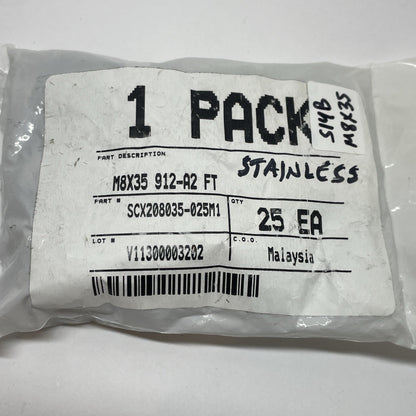 1 PACK
S14B
M8X35
PART DESCRIPTION
STAINLESS
M8X35 912-A2 FT
PART #
SCX208035-025M1
QTY
25 EA
LOT #
V11300003202
C.O.O.
Malaysia